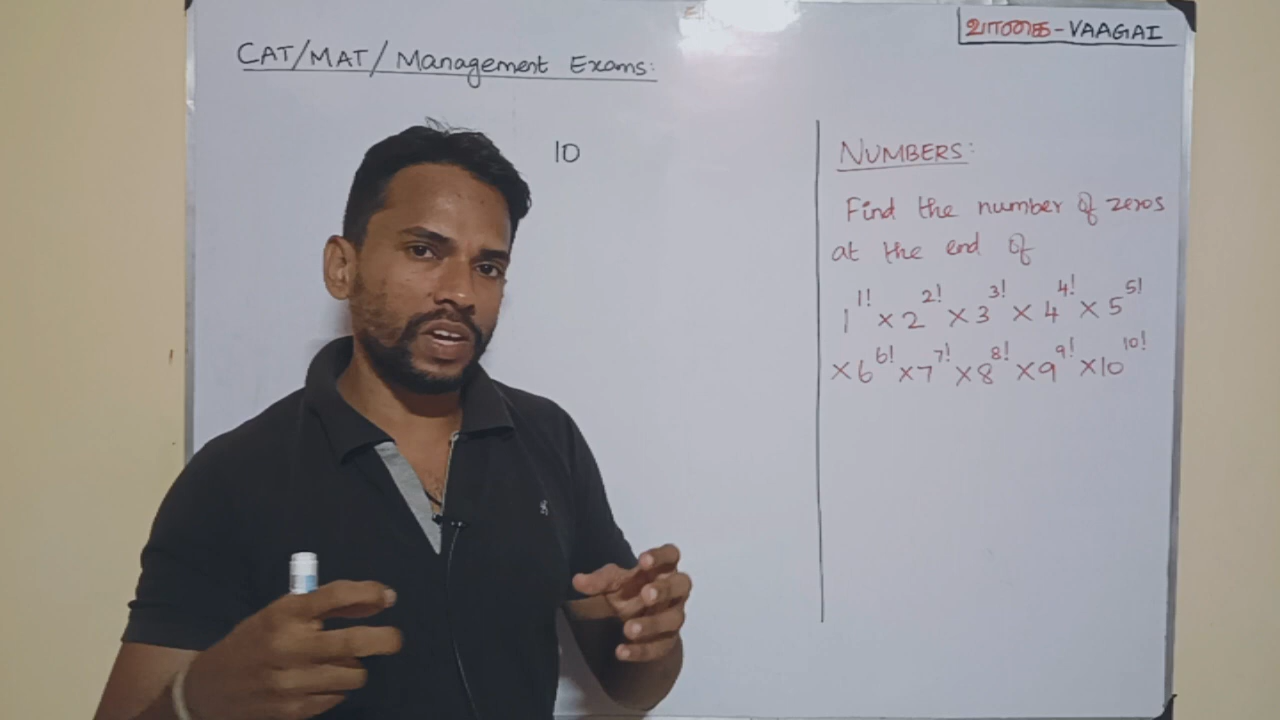 CAT/MAT/Management Exams:
வாகை-VAAGAI
10
NUMBERS:
Find the number of zeros
at the end of
1^1! × 2^2! × 3^3! × 4^4! × 5^5!
×6^6! ×7^7! ×8^8! ×9^9! ×10^10!